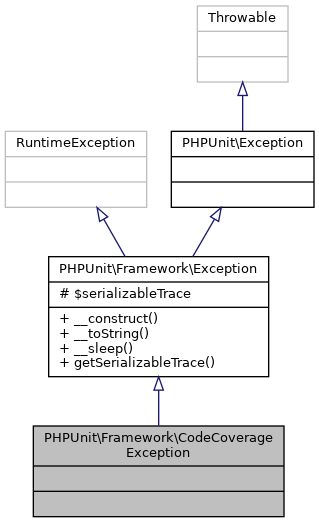 Throwable
RuntimeException
PHPUnit\Exception
PHPUnit\Framework\Exception
# $serializableTrace
+ __construct()
+ __toString()
+ __sleep()
+ getSerializableTrace()
PHPUnit\Framework\CodeCoverage
Exception